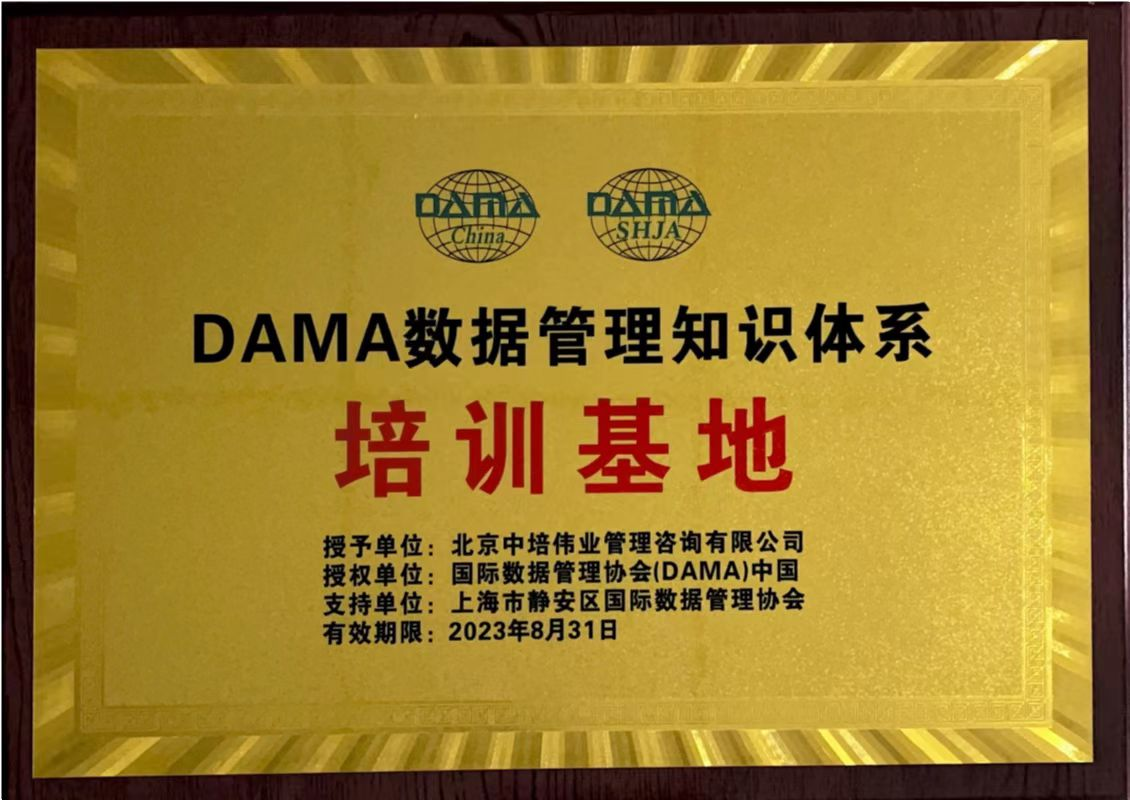 DAMA China
DAMA SHJA
DAMA数据管理知识体系
培训基地
授予单位：北京中培伟业管理咨询有限公司
授权单位：国际数据管理协会(DAMA)中国
支持单位：上海市静安区国际数据管理协会
有效期限：2023年8月31日